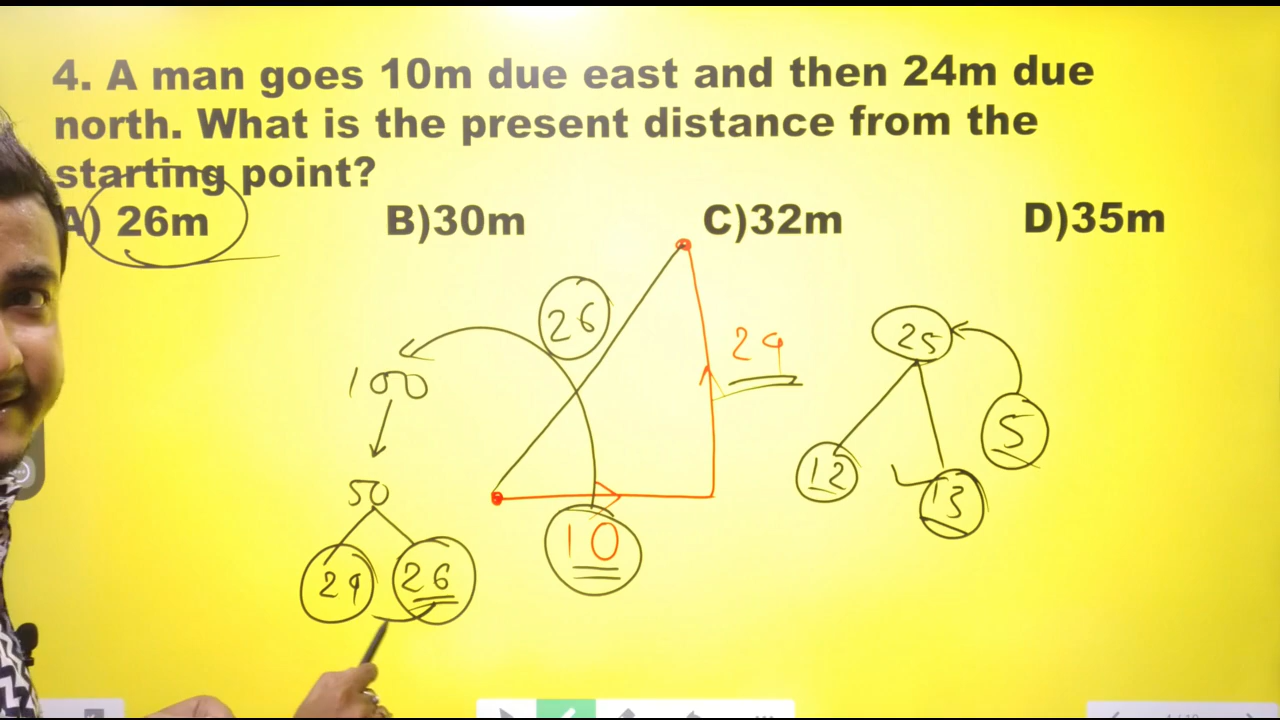 4. A man goes 10m due east and then 24m due
north. What is the present distance from the
starting point?
A) 26m B)30m C)32m D)35m
26
24
25
100
5
12
13
50
10
24 26